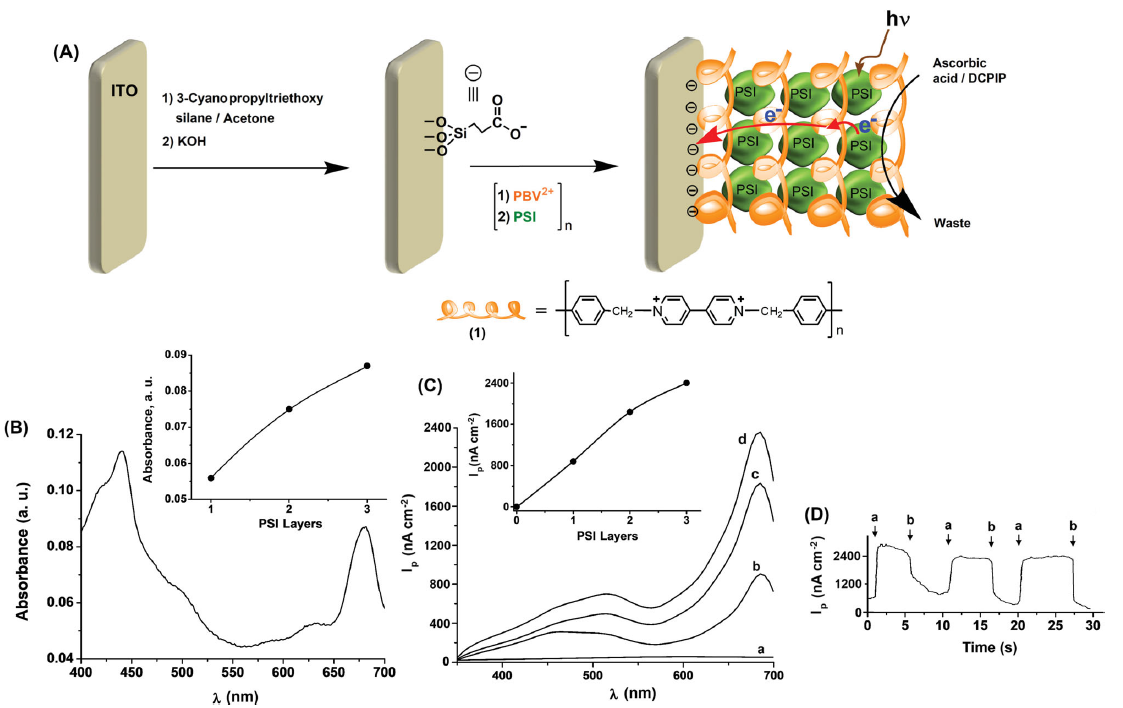 (A)
ITO
1) 3-Cyanopropyltriethoxy
silane / Acetone
2) KOH
⊖
O
O⁻
—O
—O Si
—O
1) PBV²⁺
2) PSI
n
hν
Ascorbic
acid / DCPIP
PSI PSI PSI
e⁻ e⁻
PSI PSI PSI
PSI PSI PSI
⊖
⊖
⊖
⊖
⊖
⊖
⊖
Waste
(1)
=
CH₂ N⁺ N⁺ CH₂
n
(B)
Absorbance (a. u.)
0.12
0.10
0.08
0.06
0.04
400 450 500 550 600 650 700
λ (nm)
Absorbance, a. u.
0.09
0.08
0.07
0.06
0.05
1 2 3
PSI Layers
(C)
Iₚ (nA cm⁻²)
2400
2000
1600
1200
800
400
0
400 500 600 700
λ (nm)
d
c
b
a
Iₚ(nA cm⁻²)
2400
1600
800
0
0 1 2 3
PSI Layers
(D)
Iₚ (nA cm⁻²)
2400
1200
0
a b a b a b
0 5 10 15 20 25 30
Time (s)